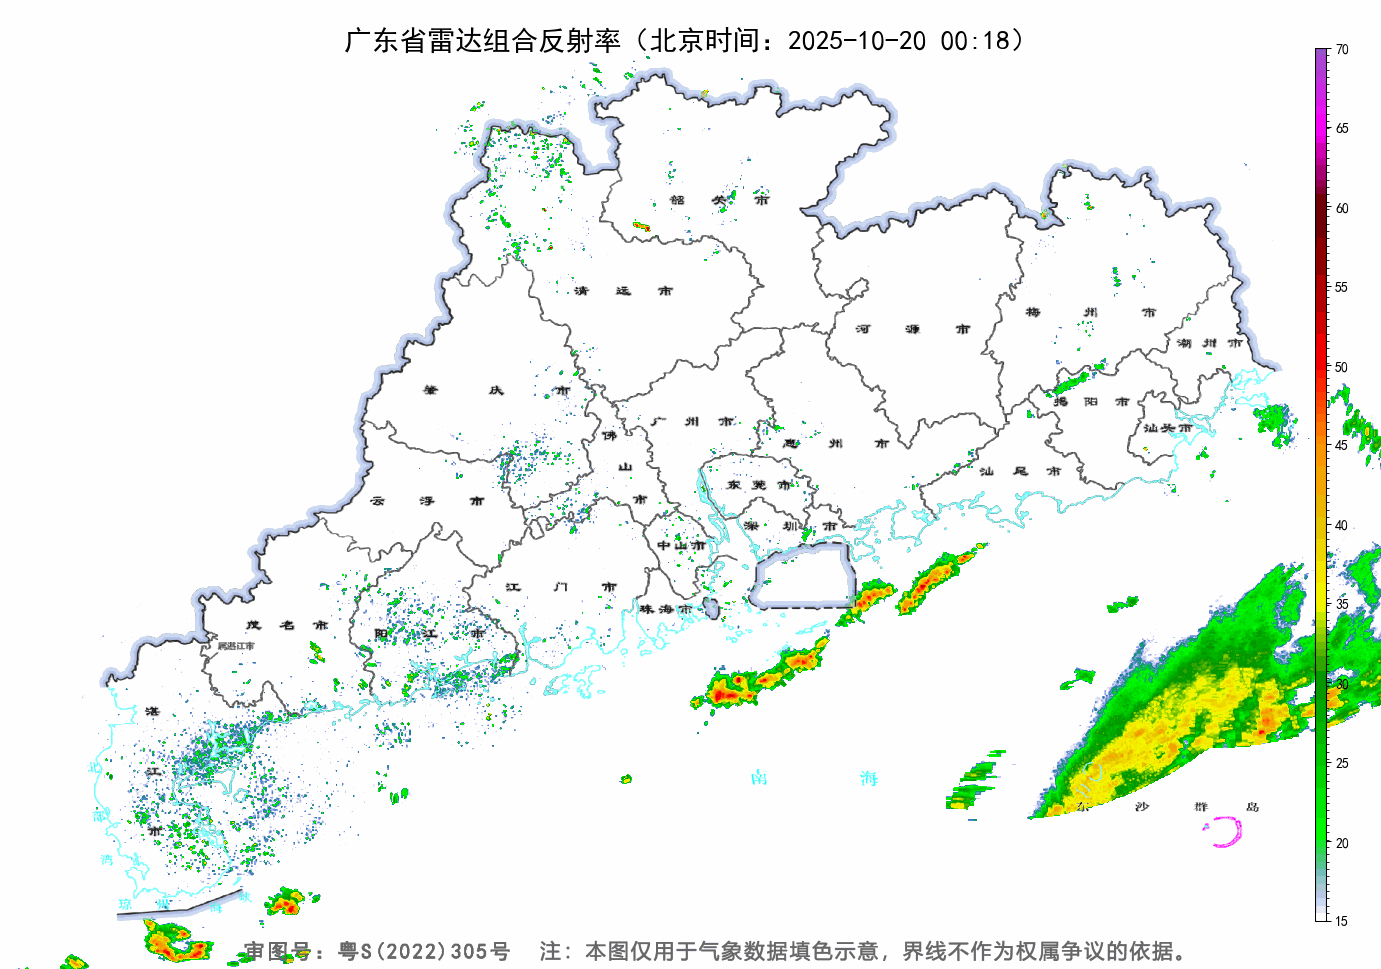 广东省雷达组合反射率（北京时间：2025-10-20 00:18）
70
65
60
55
50
45
40
35
30
25
20
15
韶关市
清远市
河源市
梅州市
潮州市
肇庆市
广州市
佛山市
惠州市
揭阳市
汕头市
汕尾市
云浮市
东莞市
深圳市
中山市
江门市
珠海市
茂名市
属湛江市
阳江市
湛江市
北部湾
南海
东沙群岛
琼州海峡
审图号：粤S(2022)305号 注：本图仅用于气象数据填色示意，界线不作为权属争议的依据。